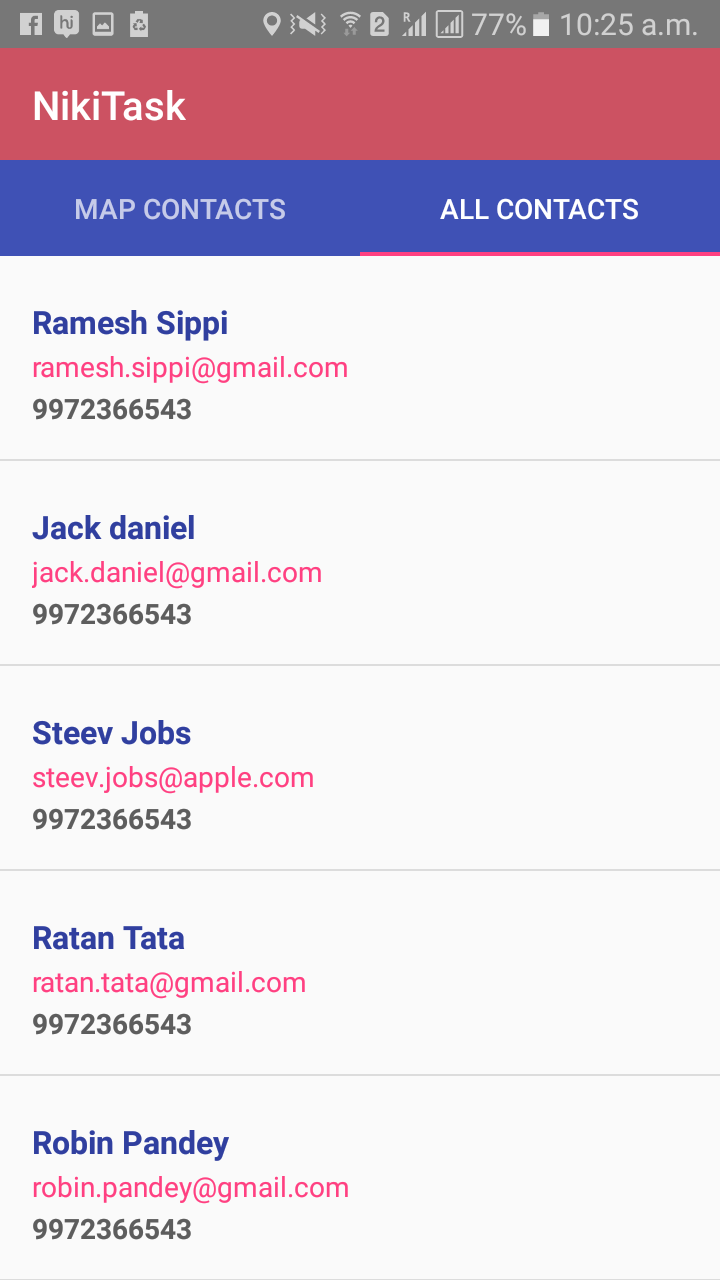 hi 2 R 77% 10:25 a.m.
NikiTask
MAP CONTACTS ALL CONTACTS
Ramesh Sippi
ramesh.sippi@gmail.com
9972366543
Jack daniel
jack.daniel@gmail.com
9972366543
Steev Jobs
steev.jobs@apple.com
9972366543
Ratan Tata
ratan.tata@gmail.com
9972366543
Robin Pandey
robin.pandey@gmail.com
9972366543